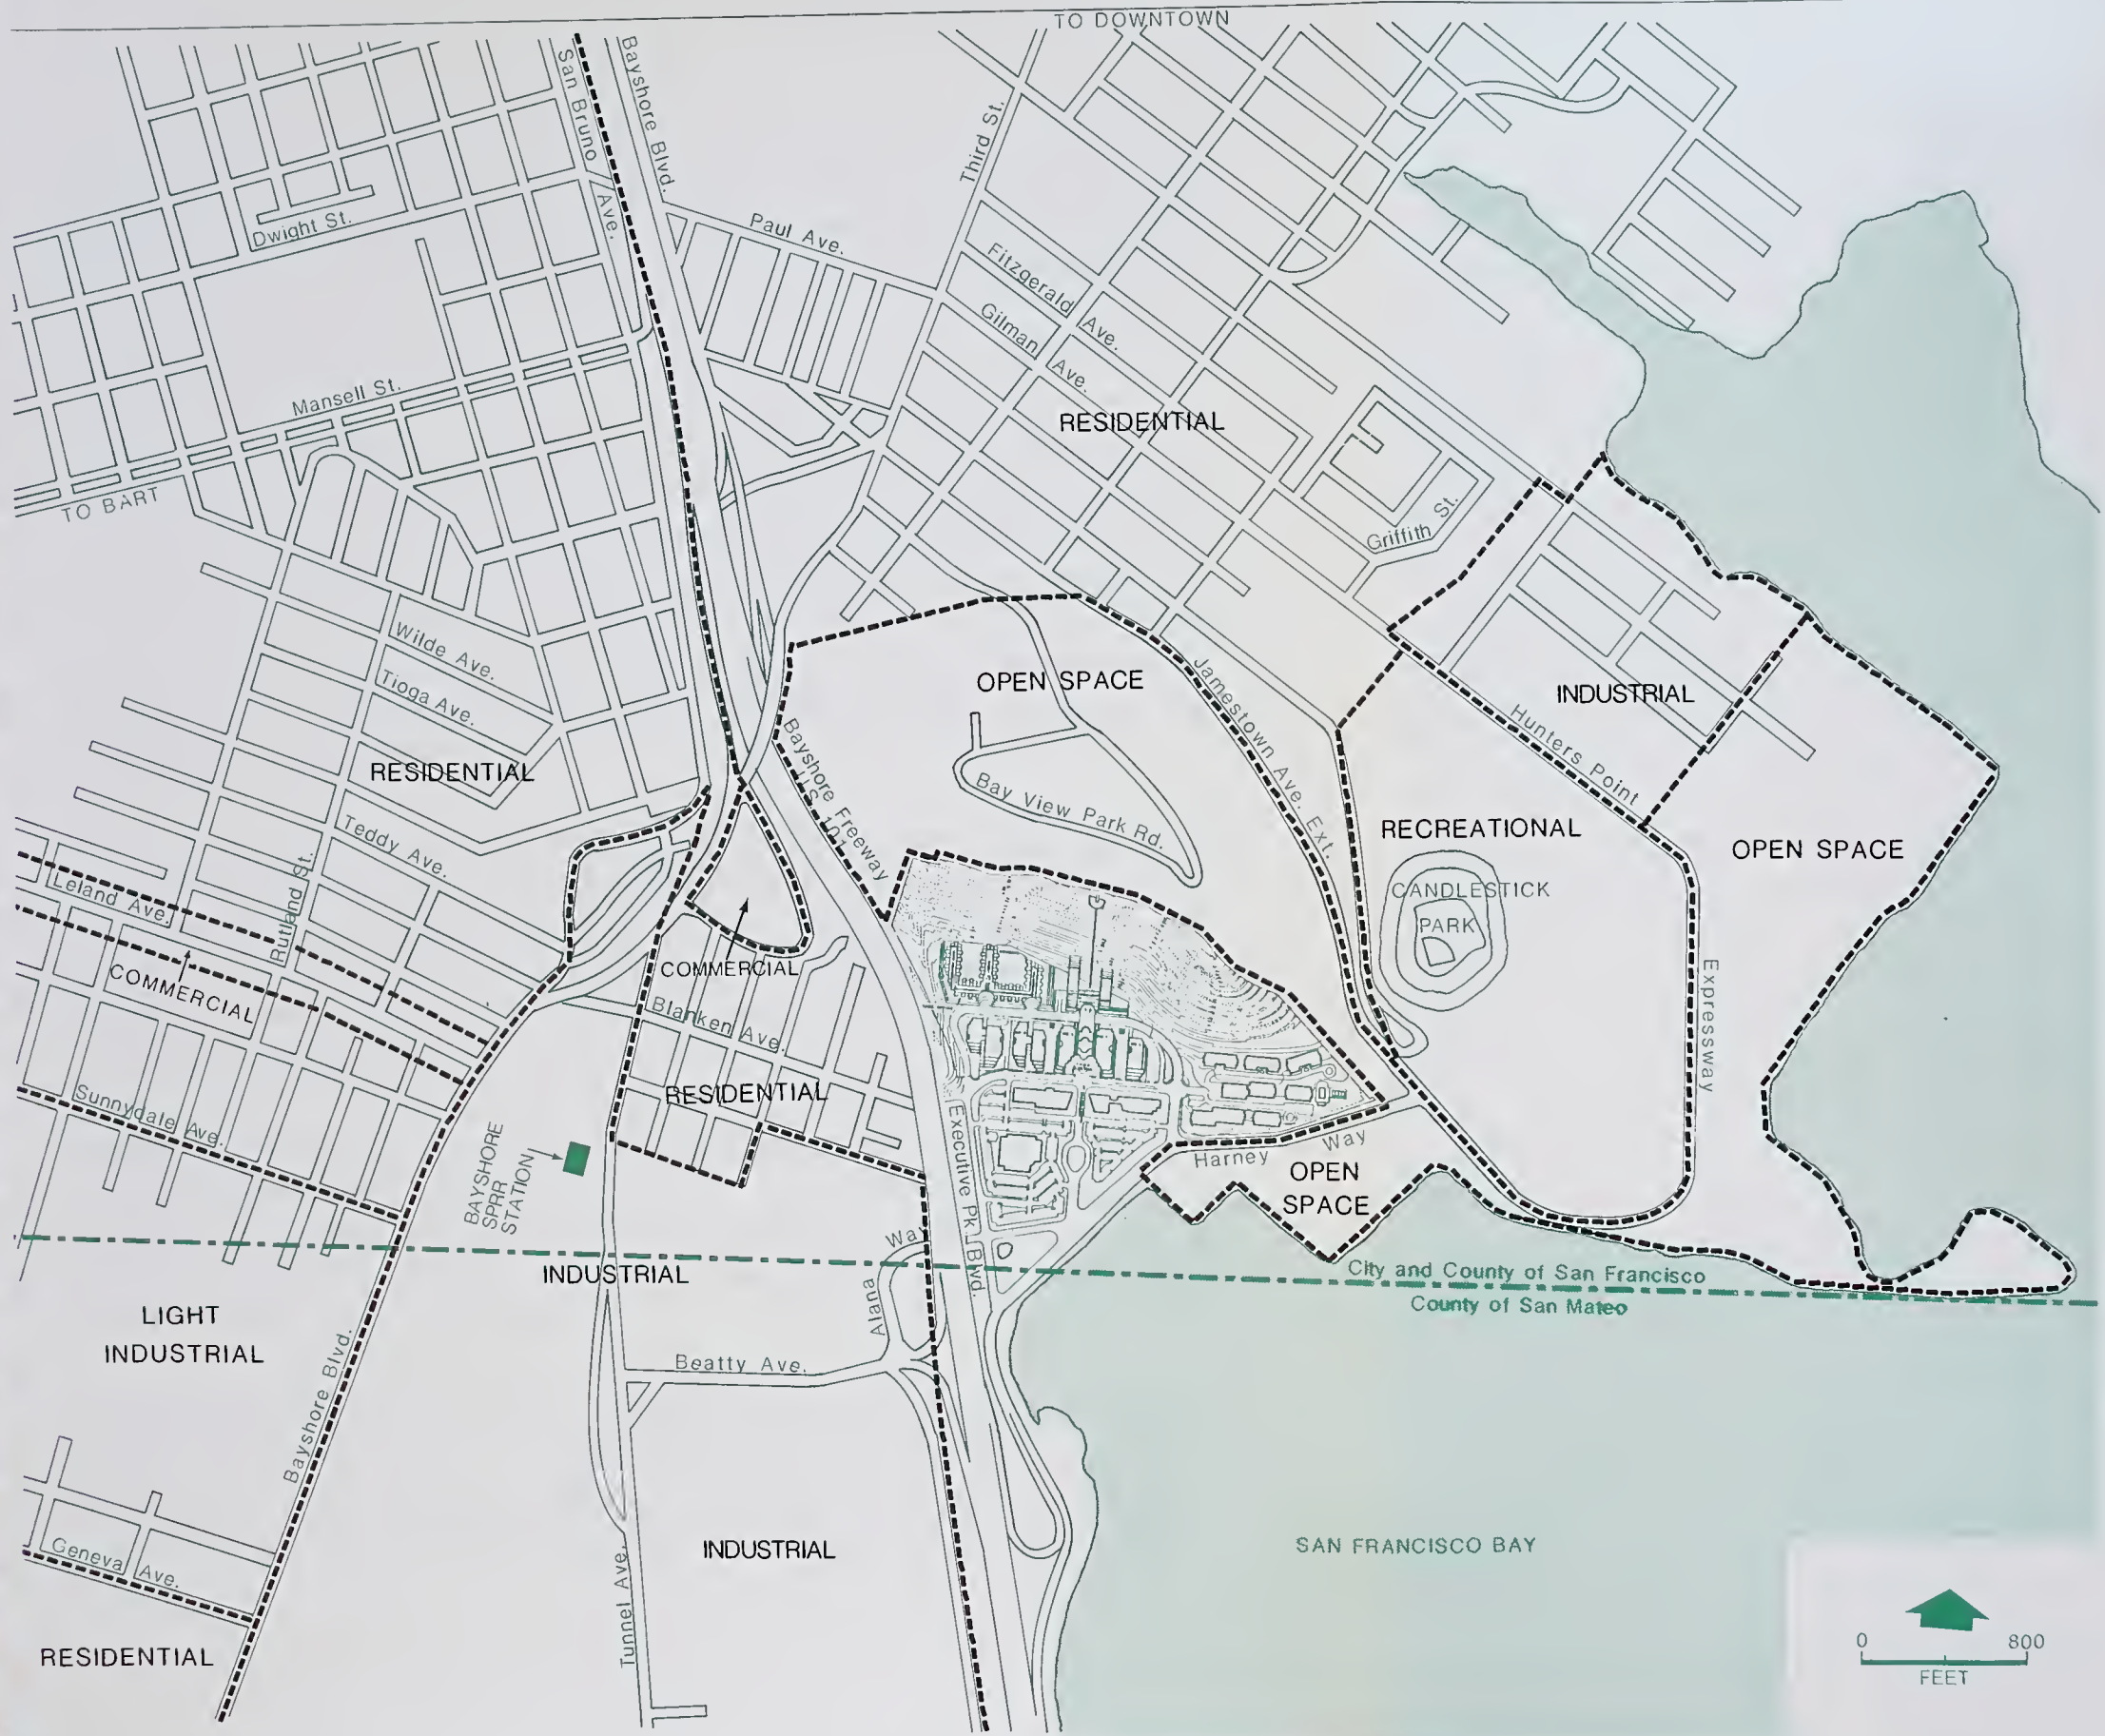 TO DOWNTOWN
San Bruno Ave.
Bayshore Blvd.
Third St.
Dwight St.
Paul Ave.
Fitzgerald Ave.
Gilman Ave.
Mansell St.
TO BART
RESIDENTIAL
Griffith St.
Wilde Ave.
Tioga Ave.
OPEN SPACE
Jamestown Ave. Ext.
INDUSTRIAL
Hunters Point
Expressway
RESIDENTIAL
Bayshore Freeway
U.S. 101
Bay View Park Rd.
RECREATIONAL
CANDLESTICK
PARK
OPEN SPACE
Teddy Ave.
Leland Ave.
Rutland St.
COMMERCIAL
COMMERCIAL
Blanken Ave.
RESIDENTIAL
Sunnydale Ave.
BAYSHORE
SPRR
STATION
Executive Pk. Blvd.
Harney Way
OPEN
SPACE
Alana Way
City and County of San Francisco
County of San Mateo
INDUSTRIAL
LIGHT
INDUSTRIAL
Bayshore Blvd.
Beatty Ave.
Geneva Ave.
Tunnel Ave.
INDUSTRIAL
SAN FRANCISCO BAY
RESIDENTIAL
0 800
FEET